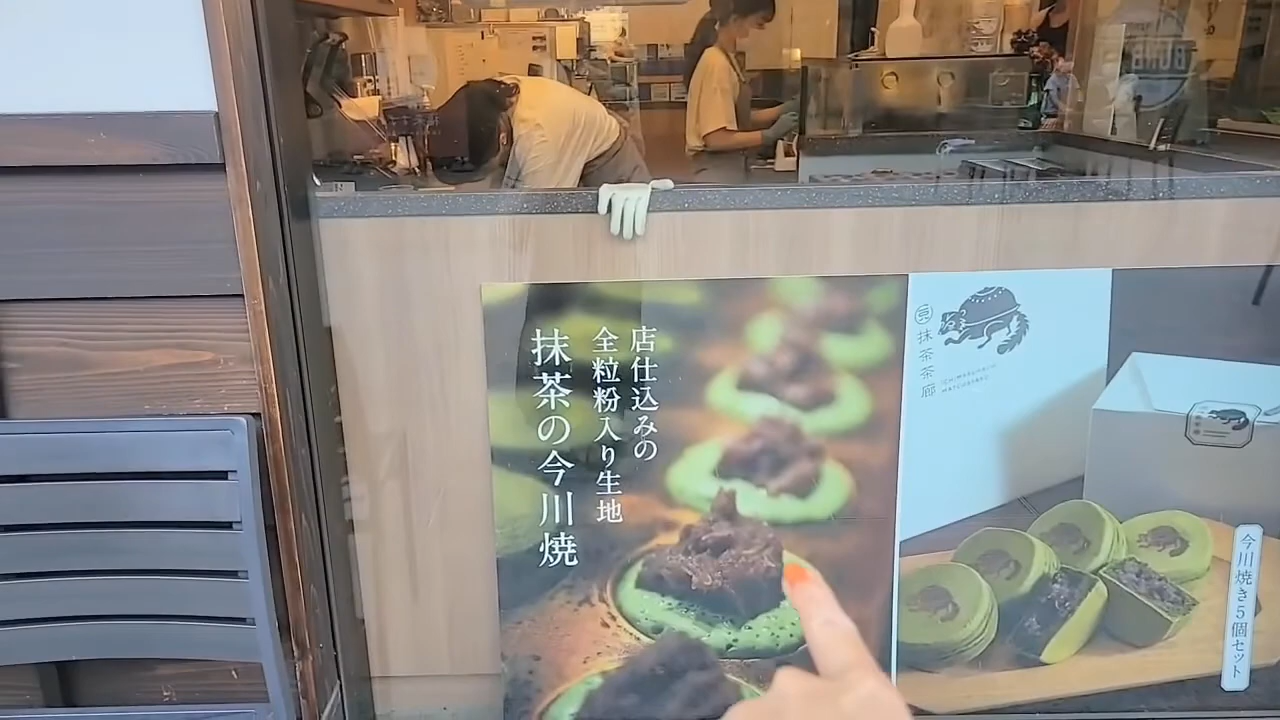 店仕込みの
全粒粉入り生地
抹茶の今川焼
抹茶茶廊
今川焼き5個セット